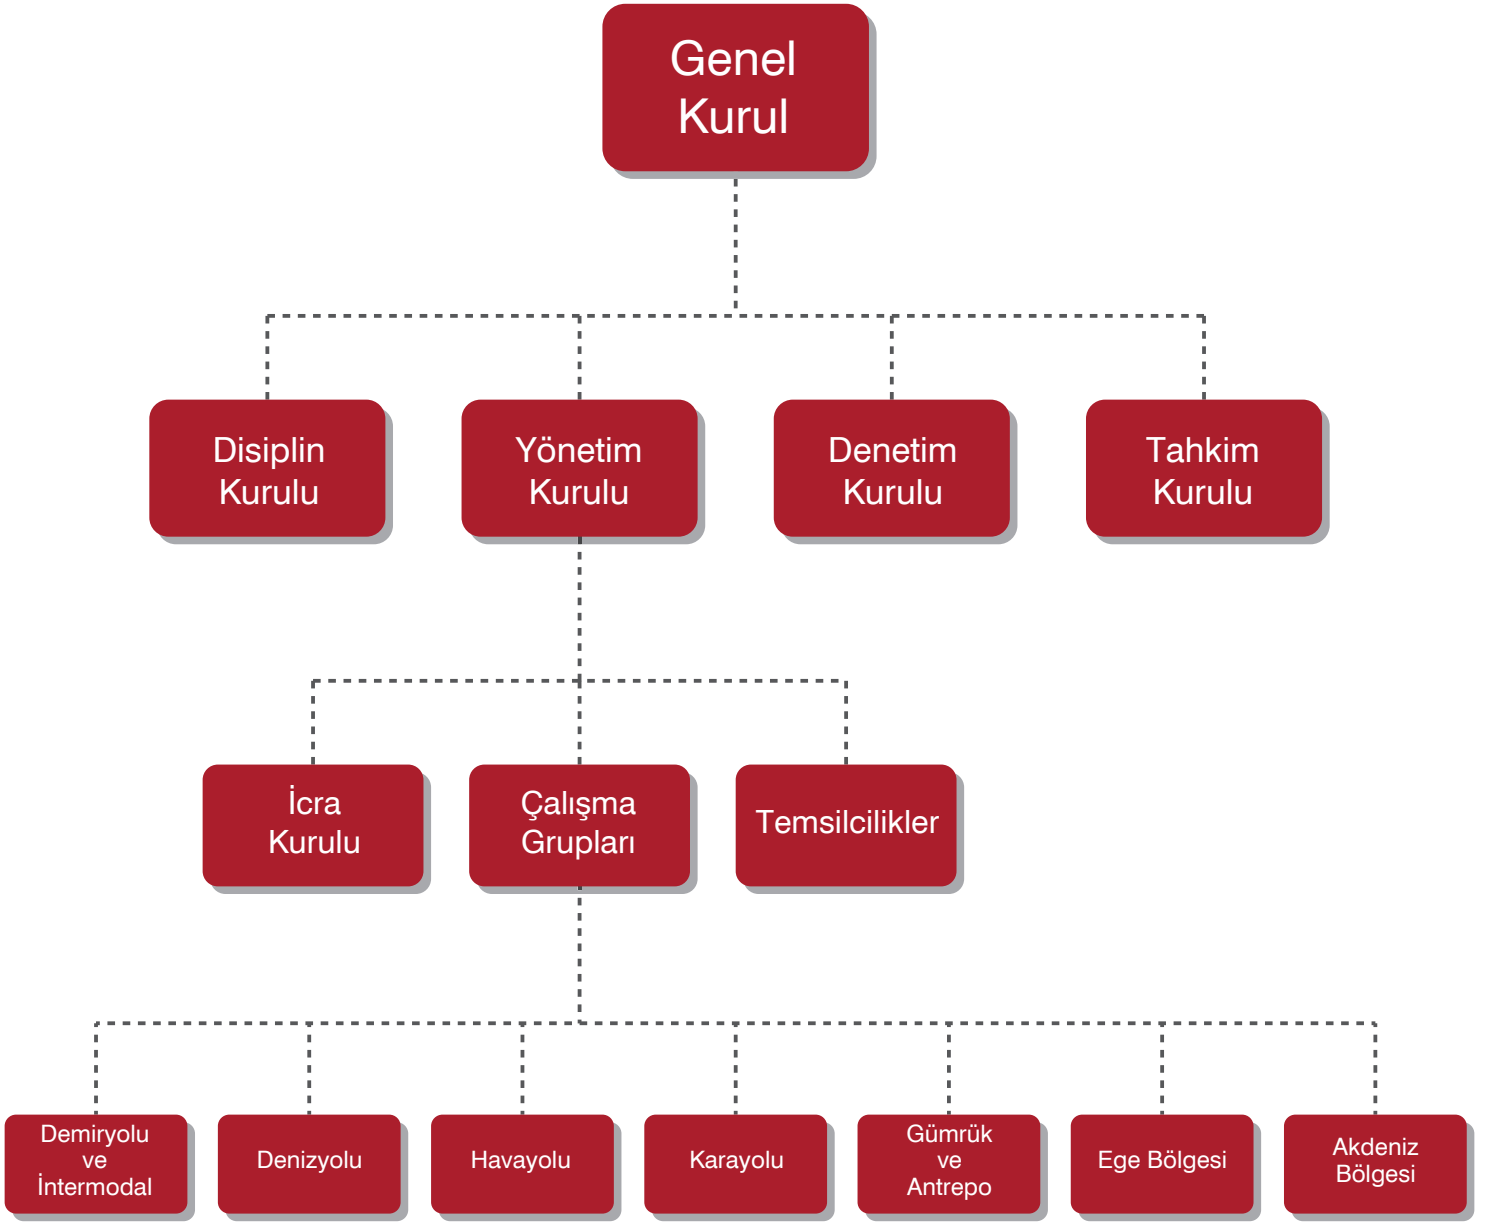 Genel
Kurul
Disiplin
Kurulu
Yönetim
Kurulu
Denetim
Kurulu
Tahkim
Kurulu
İcra
Kurulu
Çalışma
Grupları
Temsilcilikler
Demiryolu
ve
İntermodal
Denizyolu
Havayolu
Karayolu
Gümrük
ve
Antrepo
Ege Bölgesi
Akdeniz
Bölgesi